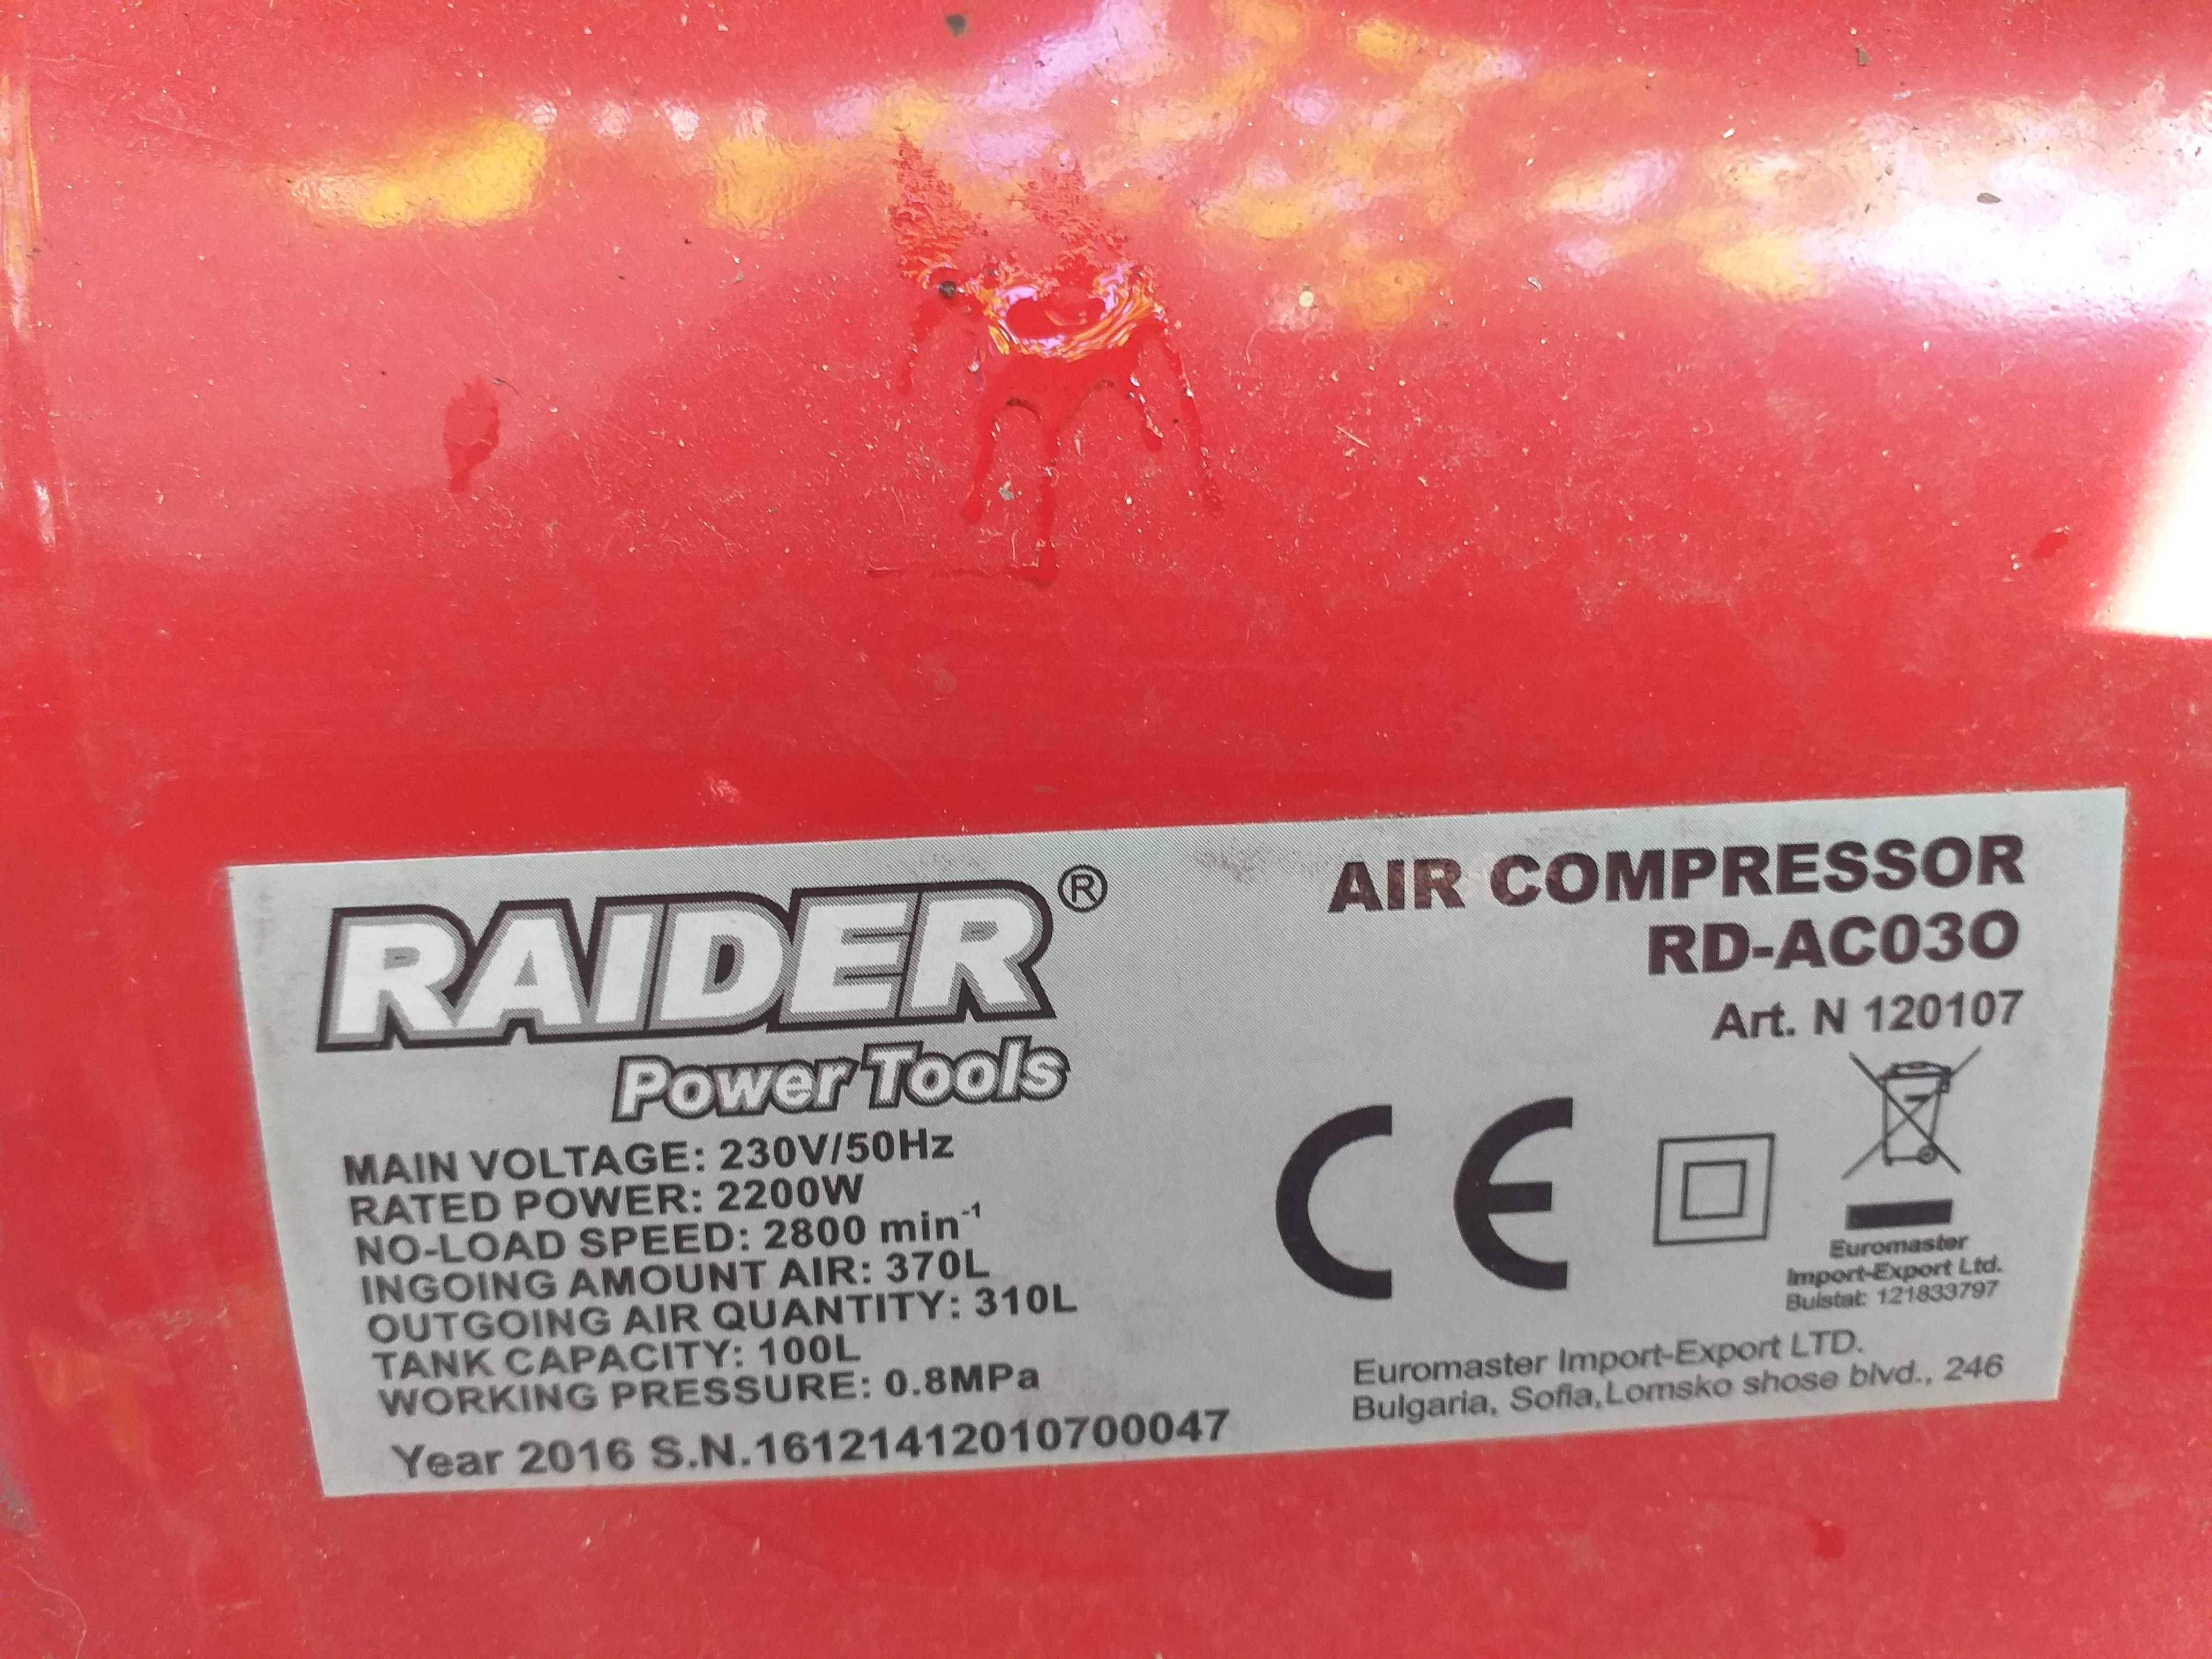 RAIDER®
Power Tools
MAIN VOLTAGE: 230V/50Hz
RATED POWER: 2200W
NO-LOAD SPEED: 2800 min⁻¹
INGOING AMOUNT AIR: 370L
OUTGOING AIR QUANTITY: 310L
TANK CAPACITY: 100L
WORKING PRESSURE: 0.8MPa
Year 2016 S.N.16121412010700047
AIR COMPRESSOR
RD-AC03O
Art. N 120107
CE
Euromaster
Import-Export Ltd.
Bulstat: 121833797
Euromaster Import-Export LTD.
Bulgaria, Sofia,Lomsko shose blvd., 246